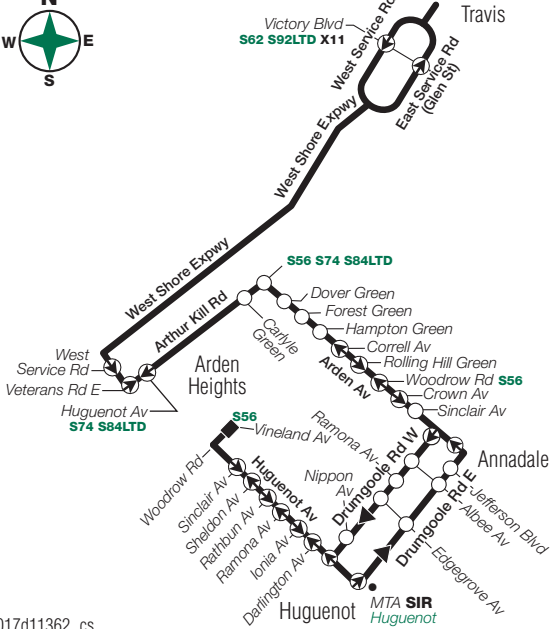 N
W
E
S
Travis
Victory Blvd
S62 S92LTD X11
West Service Rd
East Service Rd
(Glen St)
West Shore Expwy
West Shore Expwy
S56 S74 S84LTD
Dover Green
Forest Green
Hampton Green
Correll Av
Rolling Hill Green
Woodrow Rd S56
Crown Av
Sinclair Av
Arthur Kill Rd
Carlyle
Green
Arden Av
West
Service Rd
Veterans Rd E
Huguenot Av
S74 S84LTD
Arden
Heights
S56
Vineland Av
Woodrow Rd
Sinclair Av
Sheldon Av
Rathbun Av
Ramona Av
Ionia Av
Darlington Av
Huguenot Av
Nippon
Av
Ramona Av
Drumgoole Rd W
Drumgoole Rd E
Annadale
Jefferson Blvd
Albee Av
Edgegrove Av
Huguenot
MTA SIR
Huguenot
017d11362_cs